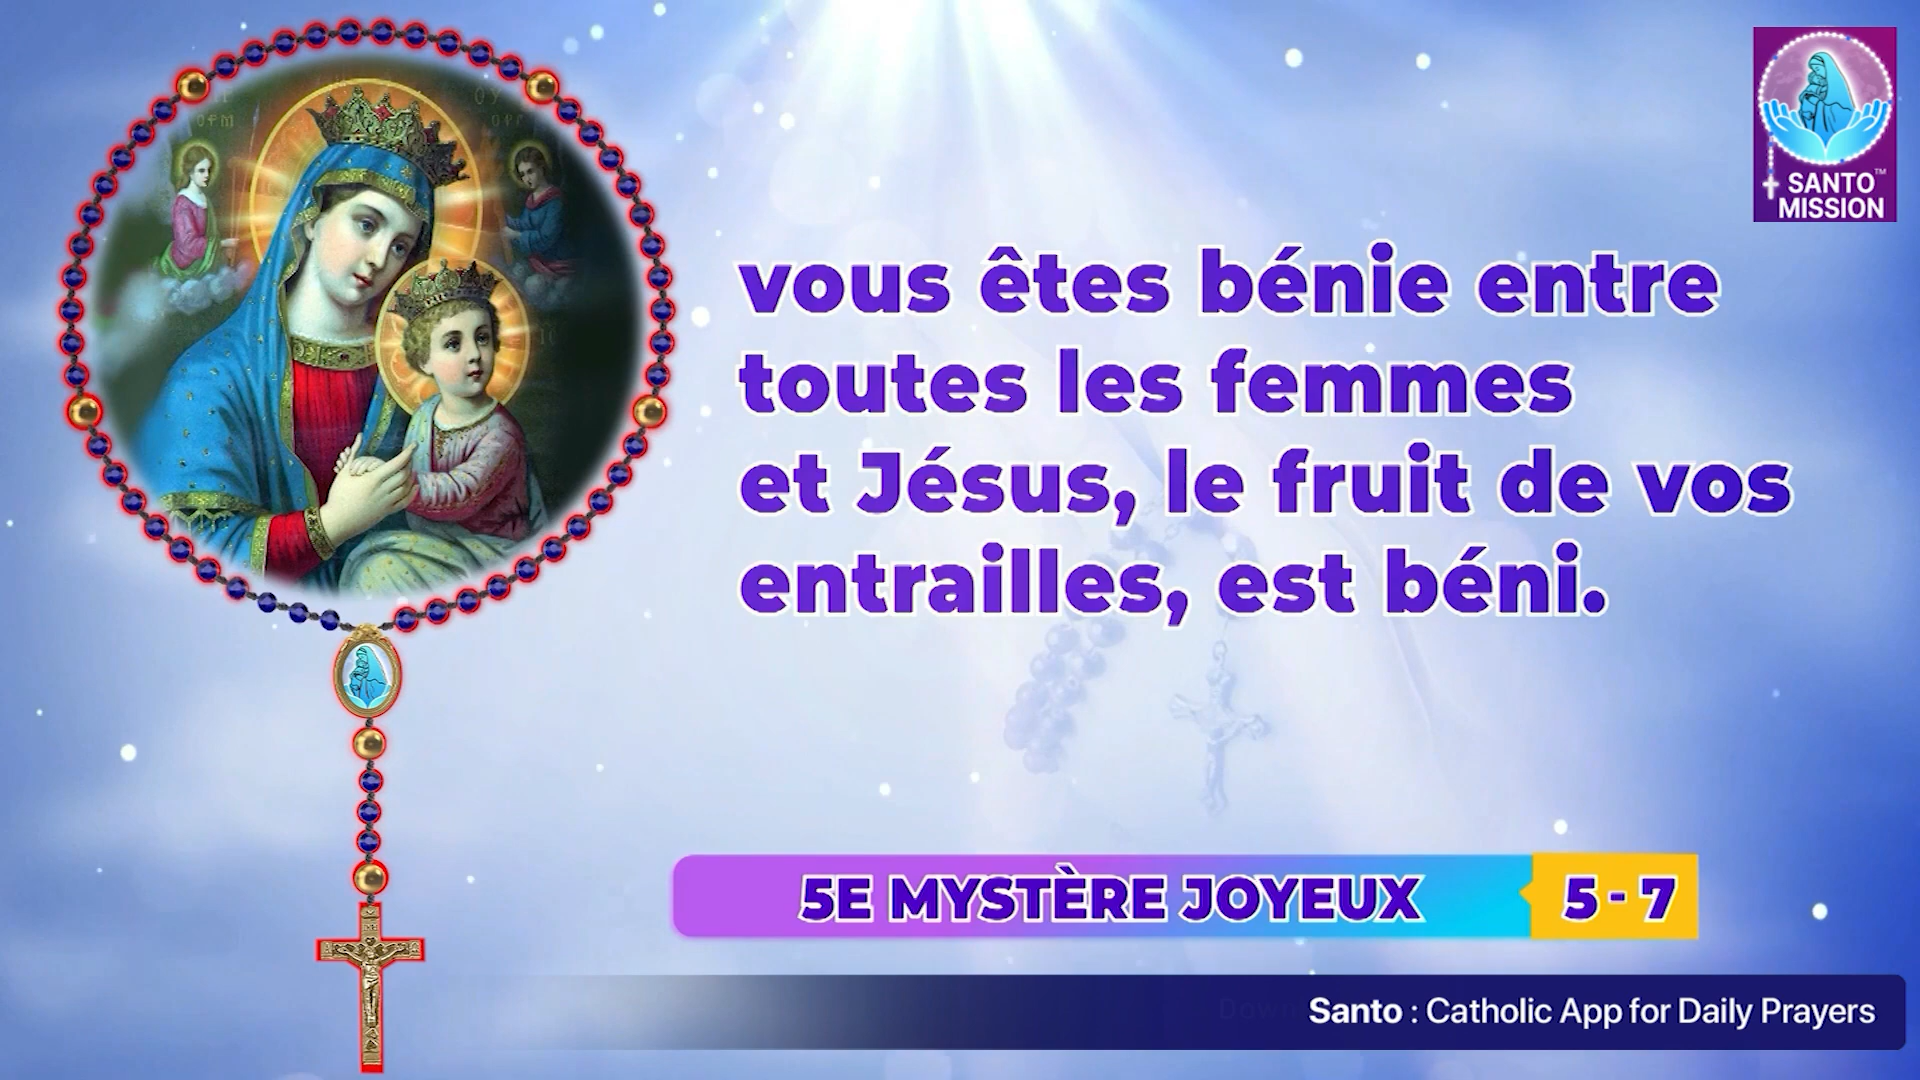 SANTO™
MISSION
vous êtes bénie entre
toutes les femmes
et Jésus, le fruit de vos
entrailles, est béni.
5E MYSTÈRE JOYEUX 5 - 7
Santo : Catholic App for Daily Prayers